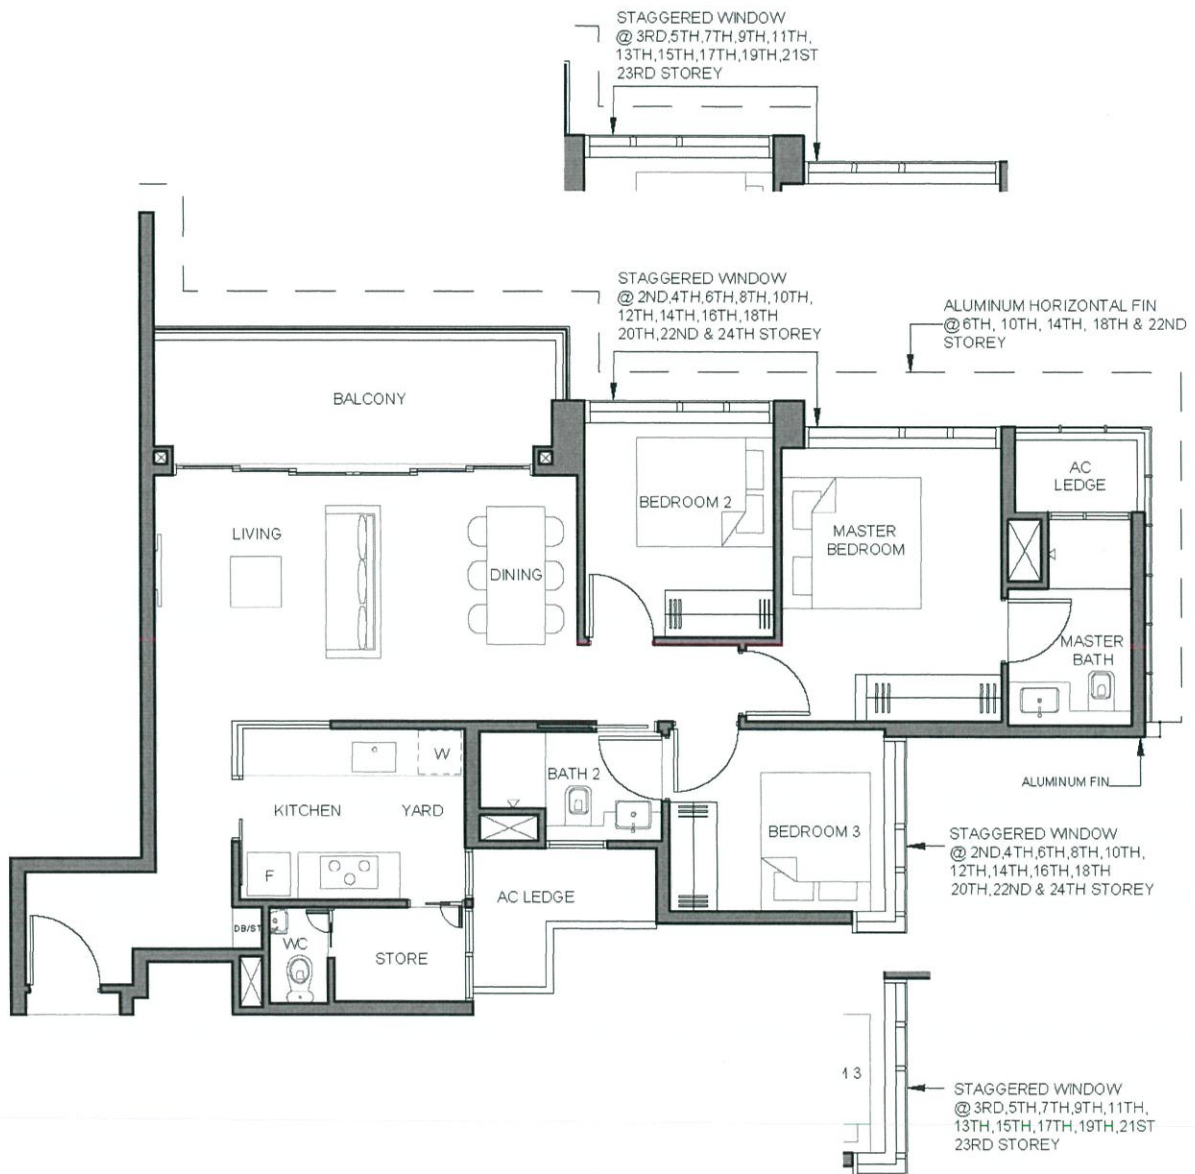 STAGGERED WINDOW
@ 3RD,5TH,7TH,9TH,11TH,
13TH,15TH,17TH,19TH,21ST
23RD STOREY
STAGGERED WINDOW
@ 2ND,4TH,6TH,8TH,10TH,
12TH,14TH,16TH,18TH
20TH,22ND & 24TH STOREY
ALUMINUM HORIZONTAL FIN
@ 6TH, 10TH, 14TH, 18TH & 22ND
STOREY
BALCONY
AC
LEDGE
BEDROOM 2
MASTER
BEDROOM
LIVING
DINING
MASTER
BATH
W
BATH 2
ALUMINUM FIN
KITCHEN
YARD
BEDROOM 3
STAGGERED WINDOW
@ 2ND,4TH,6TH,8TH,10TH,
12TH,14TH,16TH,18TH
20TH,22ND & 24TH STOREY
F
AC LEDGE
DB/ST
WC
STORE
M 3
STAGGERED WINDOW
@ 3RD,5TH,7TH,9TH,11TH,
13TH,15TH,17TH,19TH,21ST
23RD STOREY